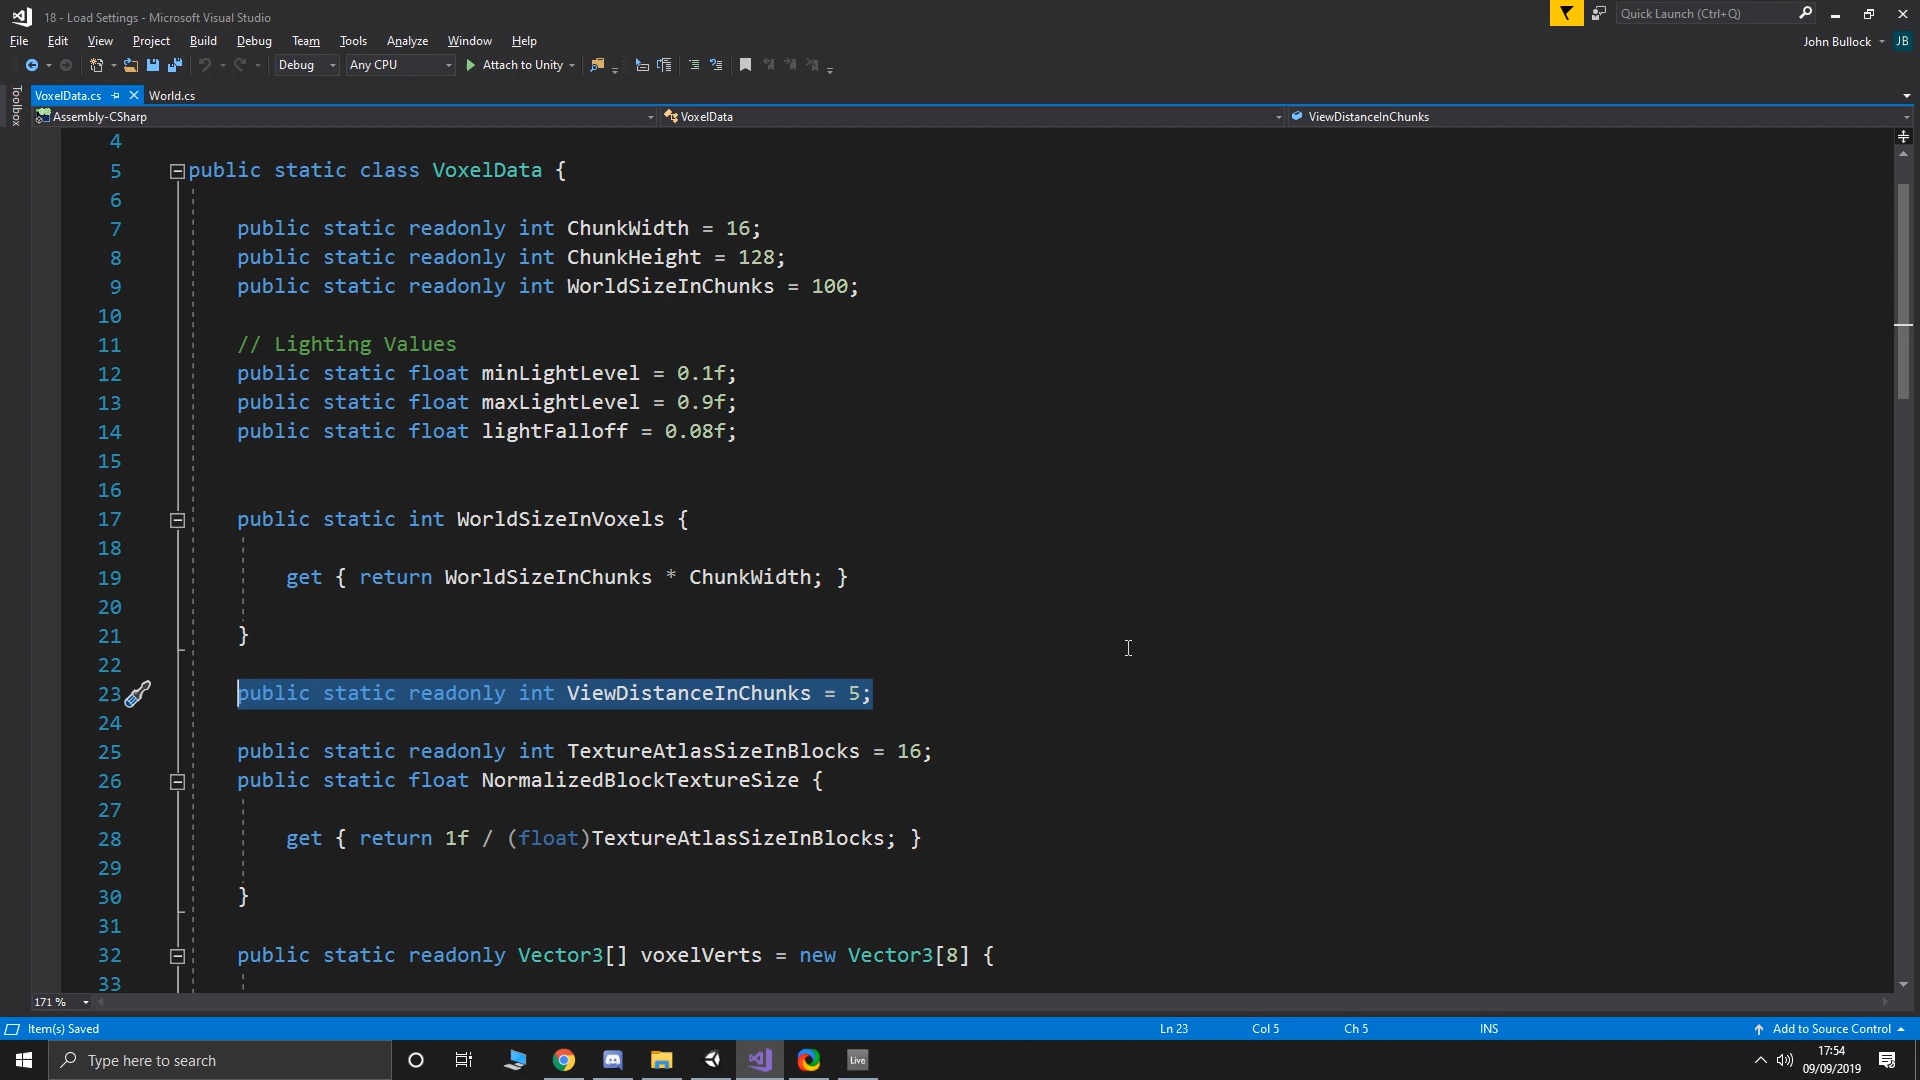 18 - Load Settings - Microsoft Visual Studio
Quick Launch (Ctrl+Q)
File Edit View Project Build Debug Team Tools Analyze Window Help
John Bullock JB
Debug Any CPU Attach to Unity
Toolbox
VoxelData.cs World.cs
Assembly-CSharp VoxelData ViewDistanceInChunks
4
5 public static class VoxelData {
6
7 public static readonly int ChunkWidth = 16;
8 public static readonly int ChunkHeight = 128;
9 public static readonly int WorldSizeInChunks = 100;
10
11 // Lighting Values
12 public static float minLightLevel = 0.1f;
13 public static float maxLightLevel = 0.9f;
14 public static float lightFalloff = 0.08f;
15
16
17 public static int WorldSizeInVoxels {
18
19 get { return WorldSizeInChunks * ChunkWidth; }
20
21 }
22
23 public static readonly int ViewDistanceInChunks = 5;
24
25 public static readonly int TextureAtlasSizeInBlocks = 16;
26 public static float NormalizedBlockTextureSize {
27
28 get { return 1f / (float)TextureAtlasSizeInBlocks; }
29
30 }
31
32 public static readonly Vector3[] voxelVerts = new Vector3[8] {
33
171 %
Item(s) Saved Ln 23 Col 5 Ch 5 INS Add to Source Control
Type here to search
Live
17:54
09/09/2019